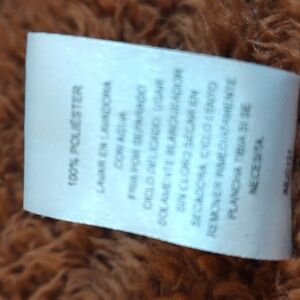 100% POLIÉSTER
LAVAR EN LAVADORA
CON AGUA
FRIA POR SEPARADO
CICLO DELICADO. USAR
SOLAMENTE BLANQUEADOR
SIN CLORO SECAR EN
SECADORA CICLO LENTO
REMOVER INMEDIATAMENTE
PLANCHA TIBIA SI SE
NECESITA.